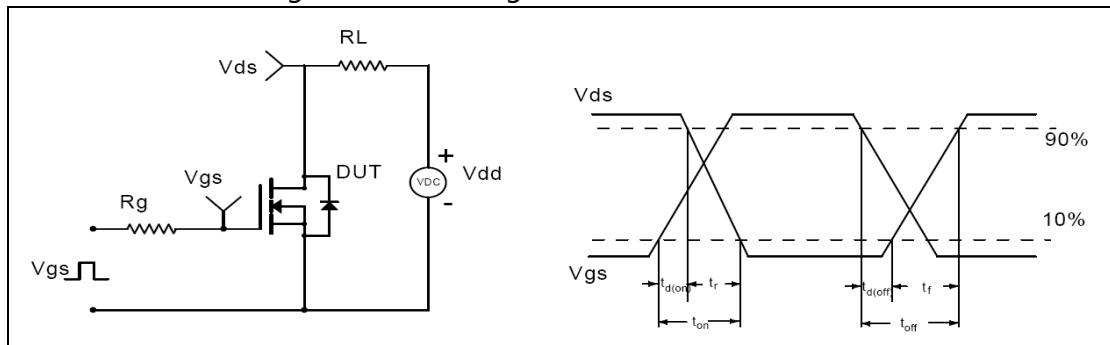 RL
Vds
Vgs
DUT
+
VDC
Vdd
-
Rg
Vgs
Vds
90%
10%
Vgs
td(on)
tr
td(off)
tf
ton
toff